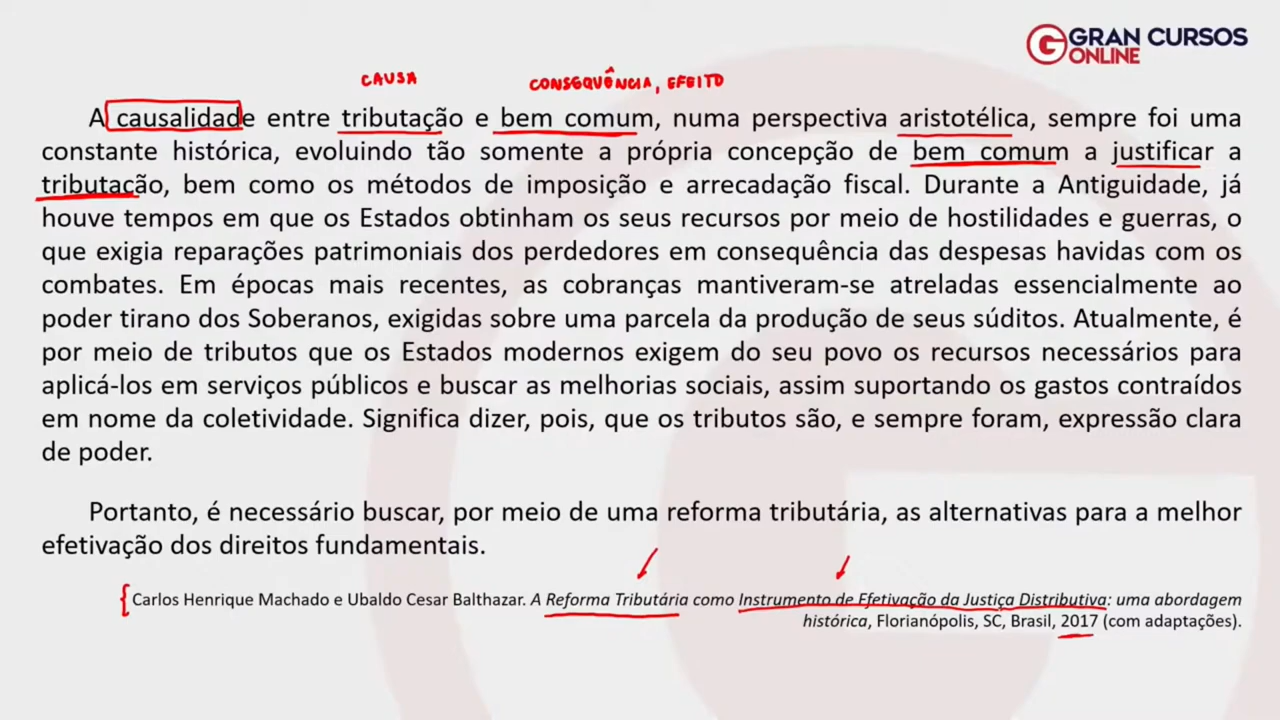 GRAN CURSOS
ONLINE
CAUSA
CONSEQUÊNCIA, EFEITO
A causalidade entre tributação e bem comum, numa perspectiva aristotélica, sempre foi uma
constante histórica, evoluindo tão somente a própria concepção de bem comum a justificar a
tributação, bem como os métodos de imposição e arrecadação fiscal. Durante a Antiguidade, já
houve tempos em que os Estados obtinham os seus recursos por meio de hostilidades e guerras, o
que exigia reparações patrimoniais dos perdedores em consequência das despesas havidas com os
combates. Em épocas mais recentes, as cobranças mantiveram-se atreladas essencialmente ao
poder tirano dos Soberanos, exigidas sobre uma parcela da produção de seus súditos. Atualmente, é
por meio de tributos que os Estados modernos exigem do seu povo os recursos necessários para
aplicá-los em serviços públicos e buscar as melhorias sociais, assim suportando os gastos contraídos
em nome da coletividade. Significa dizer, pois, que os tributos são, e sempre foram, expressão clara
de poder.
Portanto, é necessário buscar, por meio de uma reforma tributária, as alternativas para a melhor
efetivação dos direitos fundamentais.
Carlos Henrique Machado e Ubaldo Cesar Balthazar. A Reforma Tributária como Instrumento de Efetivação da Justiça Distributiva: uma abordagem
histórica, Florianópolis, SC, Brasil, 2017 (com adaptações).